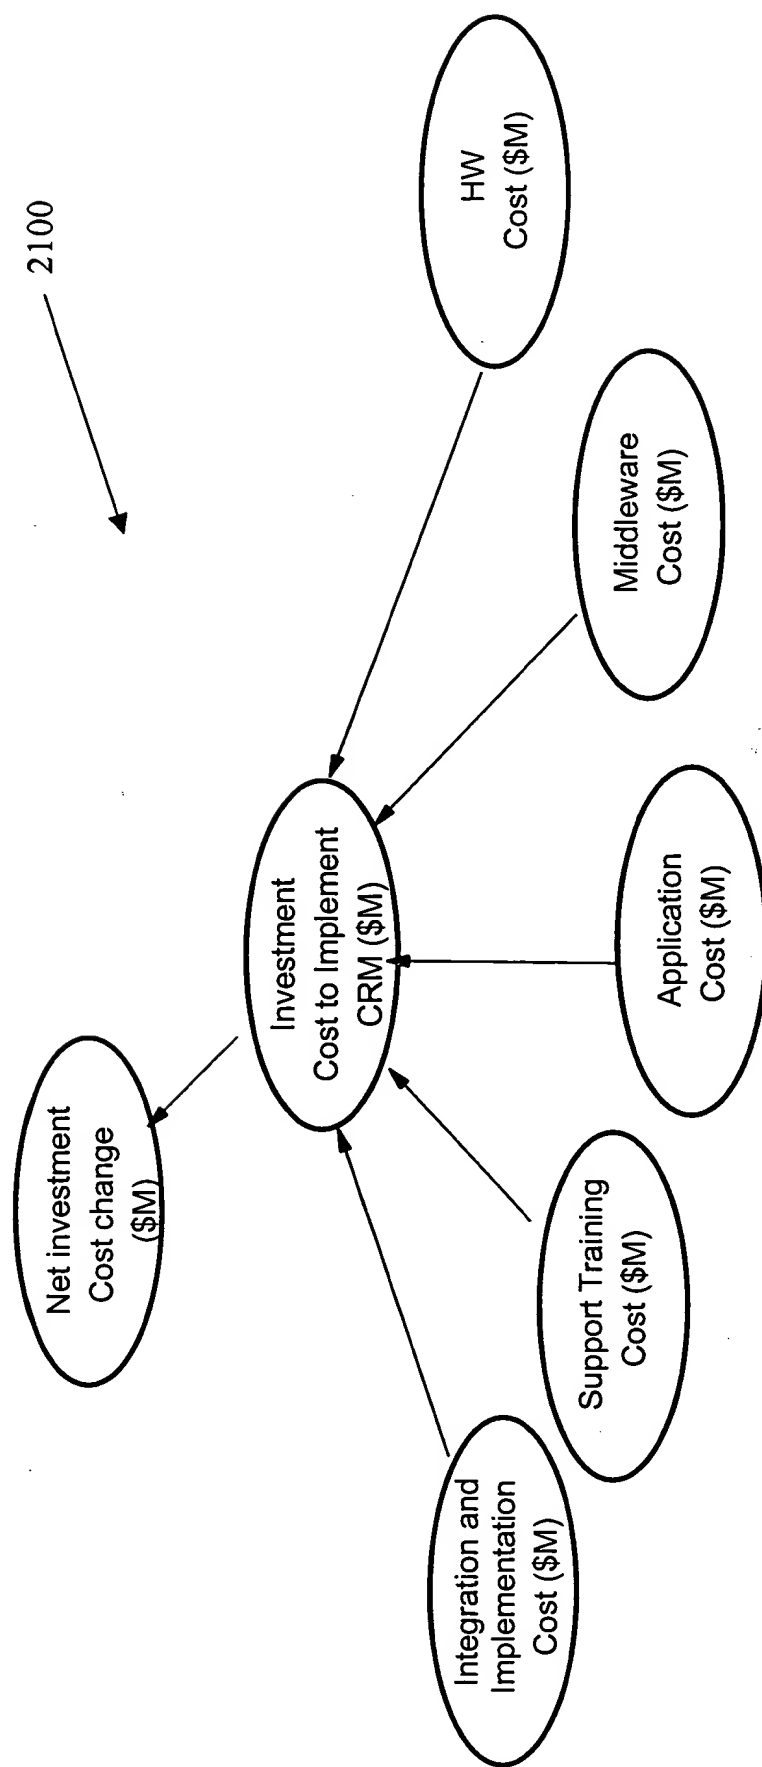 2100
Net investment
Cost change
($M)
Investment
Cost to Implement
CRM ($M)
Integration and
Implementation
Cost ($M)
Support Training
Cost ($M)
Application
Cost ($M)
Middleware
Cost ($M)
HW
Cost ($M)